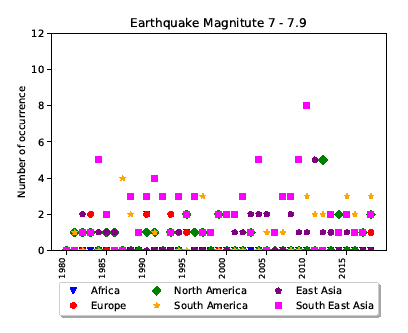 Earthquake Magnitute 7 - 7.9
Number of occurrence
12
10
8
6
4
2
0
1980
1985
1990
1995
2000
2005
2010
2015
Africa
North America
East Asia
Europe
South America
South East Asia